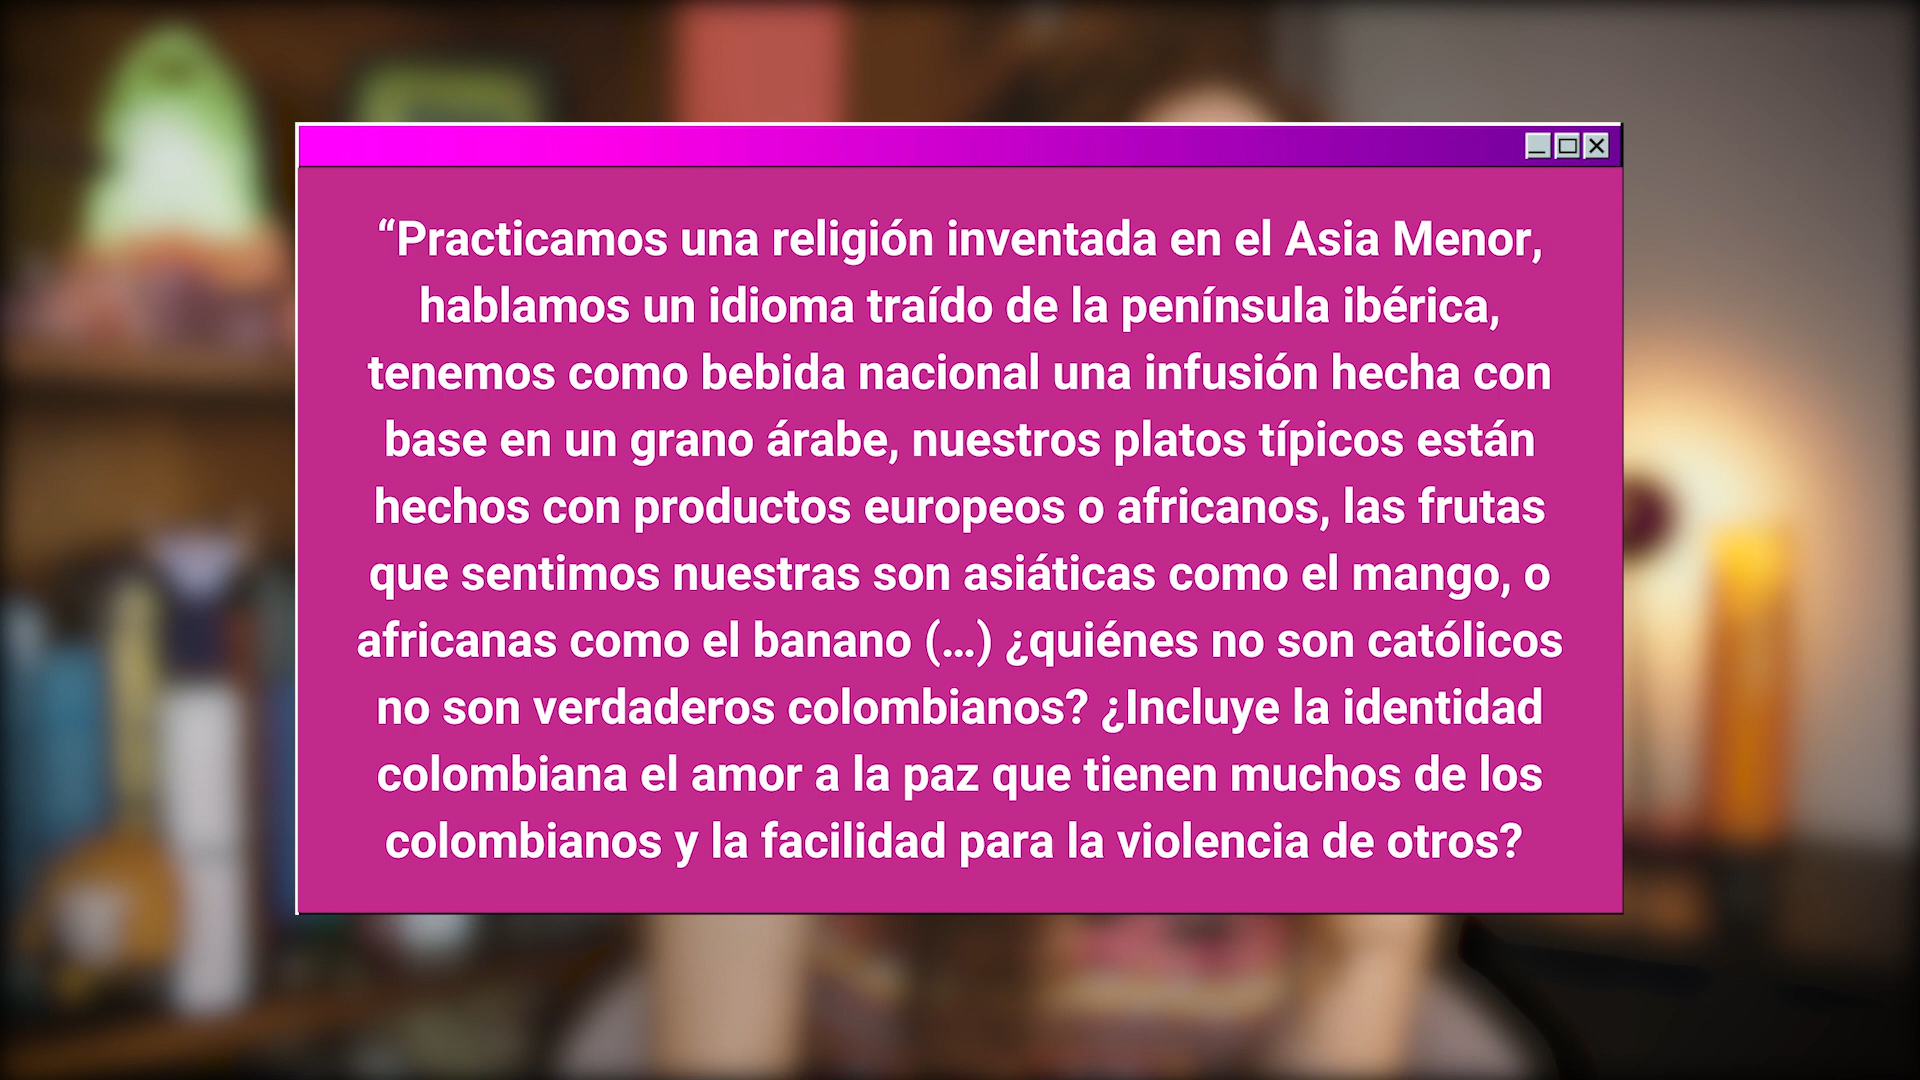 “Practicamos una religión inventada en el Asia Menor,
hablamos un idioma traído de la península ibérica,
tenemos como bebida nacional una infusión hecha con
base en un grano árabe, nuestros platos típicos están
hechos con productos europeos o africanos, las frutas
que sentimos nuestras son asiáticas como el mango, o
africanas como el banano (...) ¿quiénes no son católicos
no son verdaderos colombianos? ¿Incluye la identidad
colombiana el amor a la paz que tienen muchos de los
colombianos y la facilidad para la violencia de otros?